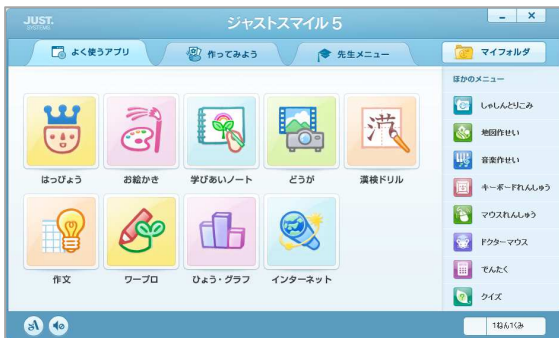 JUST.
SYSTEMS
ジャストスマイル 5
よく使うアプリ
作ってみよう
先生メニュー
マイフォルダ
はっぴょう
お絵かき
学びあいノート
どうが
漢検ドリル
漢
作文
ワープロ
ひょう・グラフ
インターネット
ほかのメニュー
しゃしんとりこみ
地図作せい
音楽作せい
キーボードれんしゅう
マウスれんしゅう
ドクターマウス
でんたく
クイズ
あ
1ねん1くみ